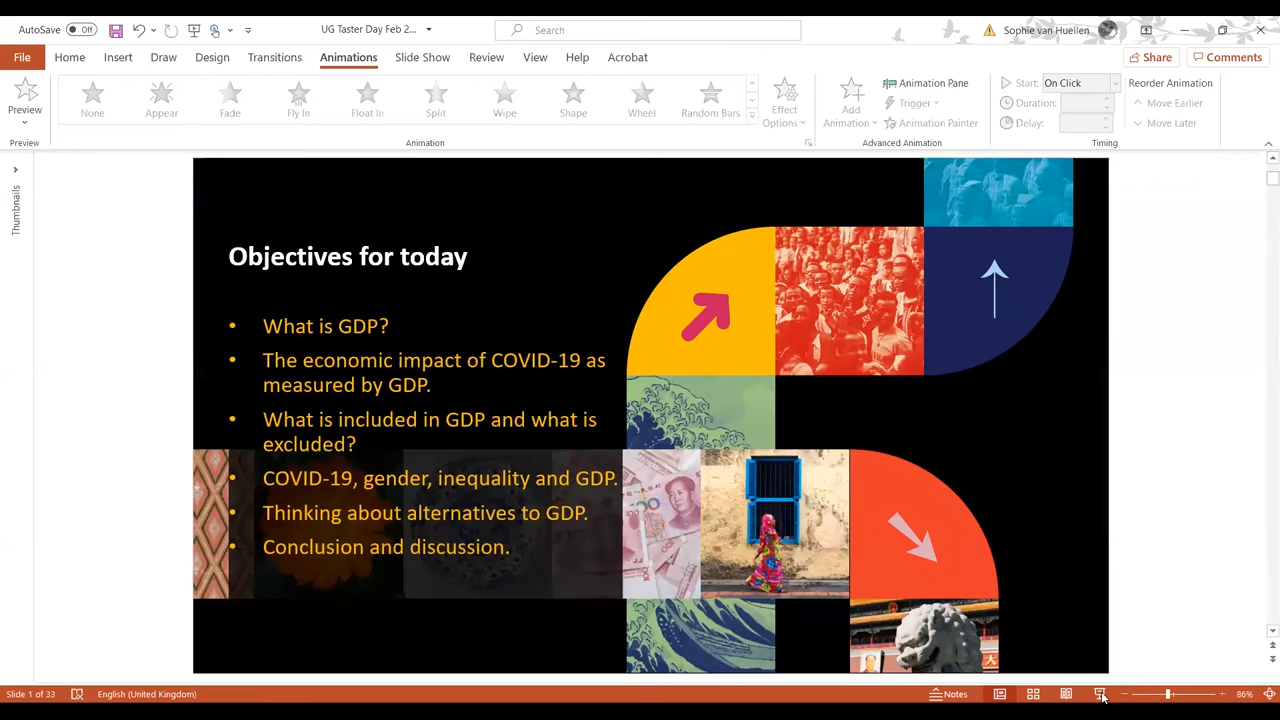 AutoSave Off
UG Taster Day Feb 2...
Search
Sophie van Huellen
File Home Insert Draw Design Transitions Animations Slide Show Review View Help Acrobat
Share Comments
Preview
None Appear Fade Fly In Float In Split Wipe Shape Wheel Random Bars
Effect
Options
Add
Animation
Animation Pane
Trigger
Animation Painter
Start: On Click
Duration:
Delay:
Reorder Animation
Move Earlier
Move Later
Preview Animation Advanced Animation Timing
Thumbnails
Objectives for today
• What is GDP?
• The economic impact of COVID-19 as
measured by GDP.
• What is included in GDP and what is
excluded?
• COVID-19, gender, inequality and GDP.
• Thinking about alternatives to GDP.
• Conclusion and discussion.
Slide 1 of 33 English (United Kingdom) Notes 86%